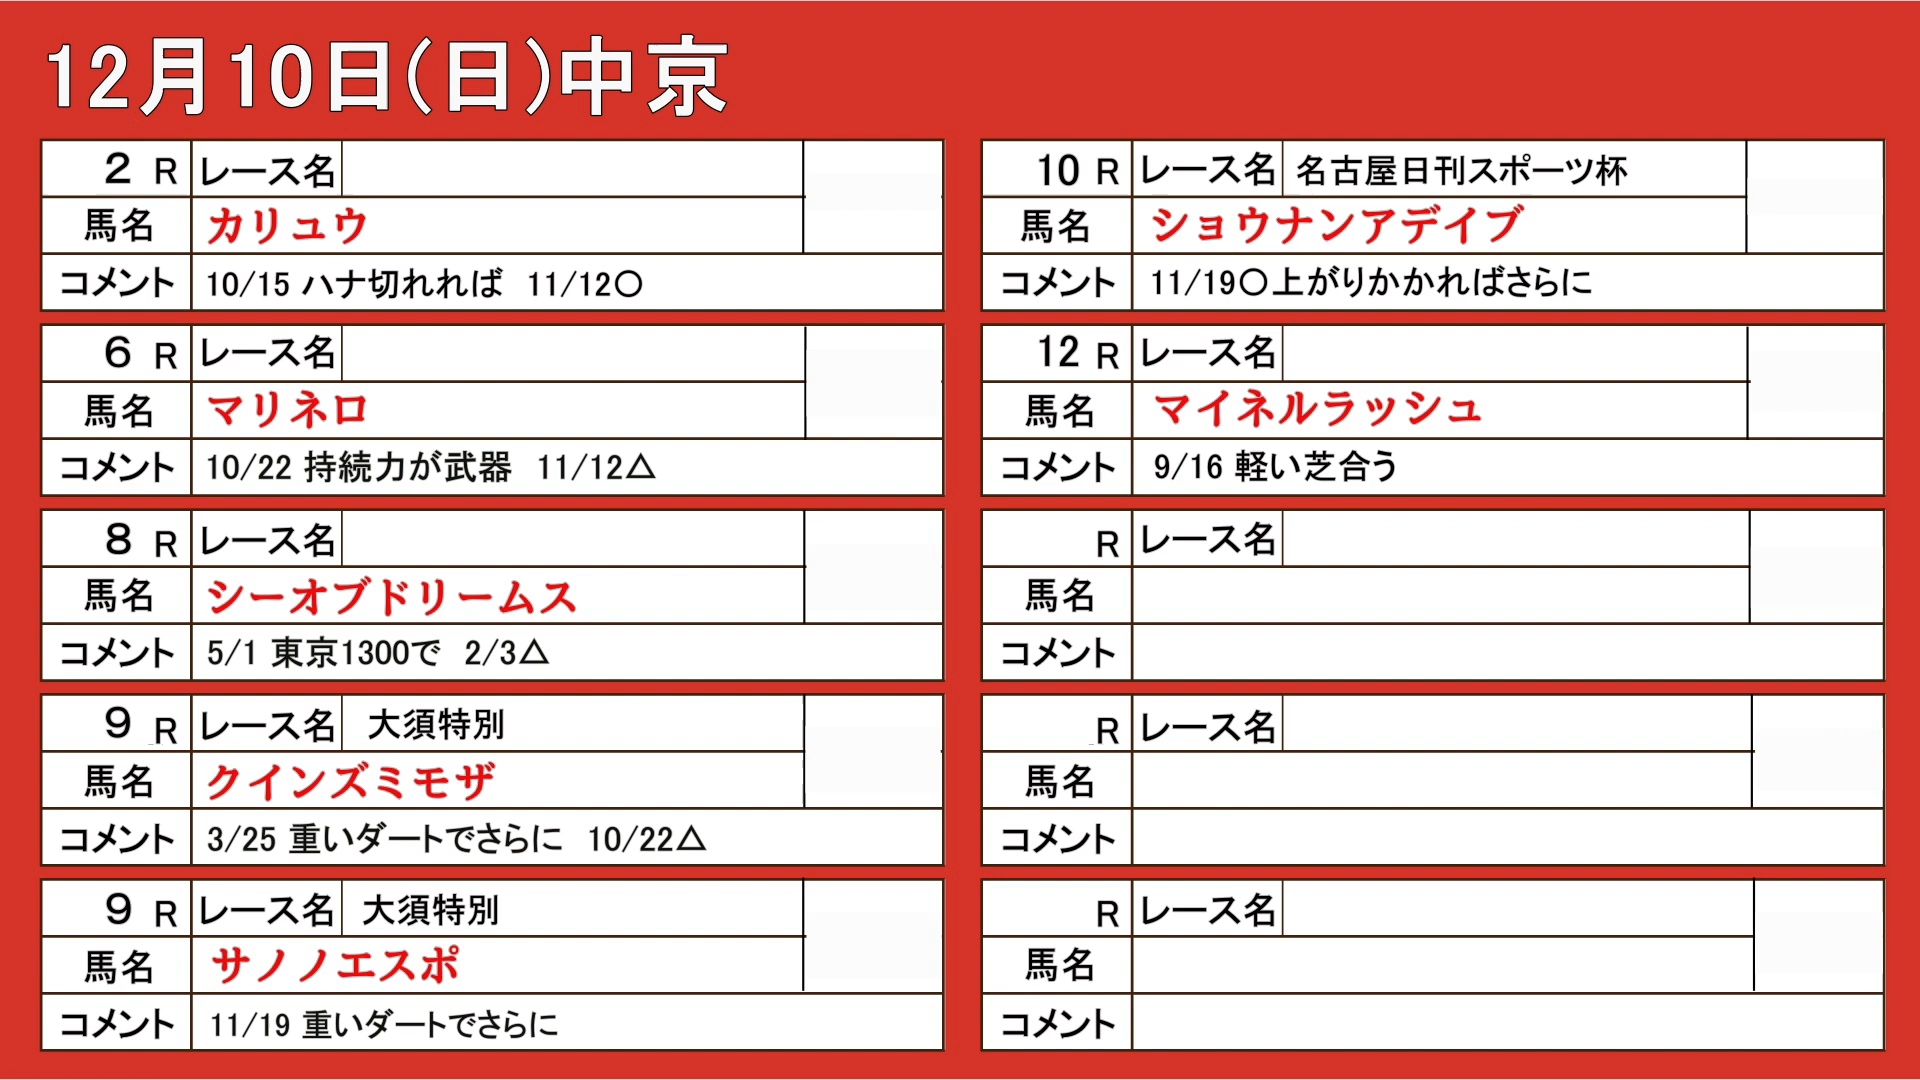 12月10日(日)中京
2 R レース名
馬名 カリュウ
コメント 10/15 ハナ切れれば 11/12〇
6 R レース名
馬名 マリネロ
コメント 10/22 持続力が武器 11/12△
8 R レース名
馬名 シーオブドリームス
コメント 5/1 東京1300で 2/3△
9 R レース名 大須特別
馬名 クインズミモザ
コメント 3/25 重いダートでさらに 10/22△
9 R レース名 大須特別
馬名 サノノエスポ
コメント 11/19 重いダートでさらに
10 R レース名 名古屋日刊スポーツ杯
馬名 ショウナンアデイブ
コメント 11/19〇上がりかかればさらに
12 R レース名
馬名 マイネルラッシュ
コメント 9/16 軽い芝合う
R レース名
馬名
コメント
R レース名
馬名
コメント
R レース名
馬名
コメント